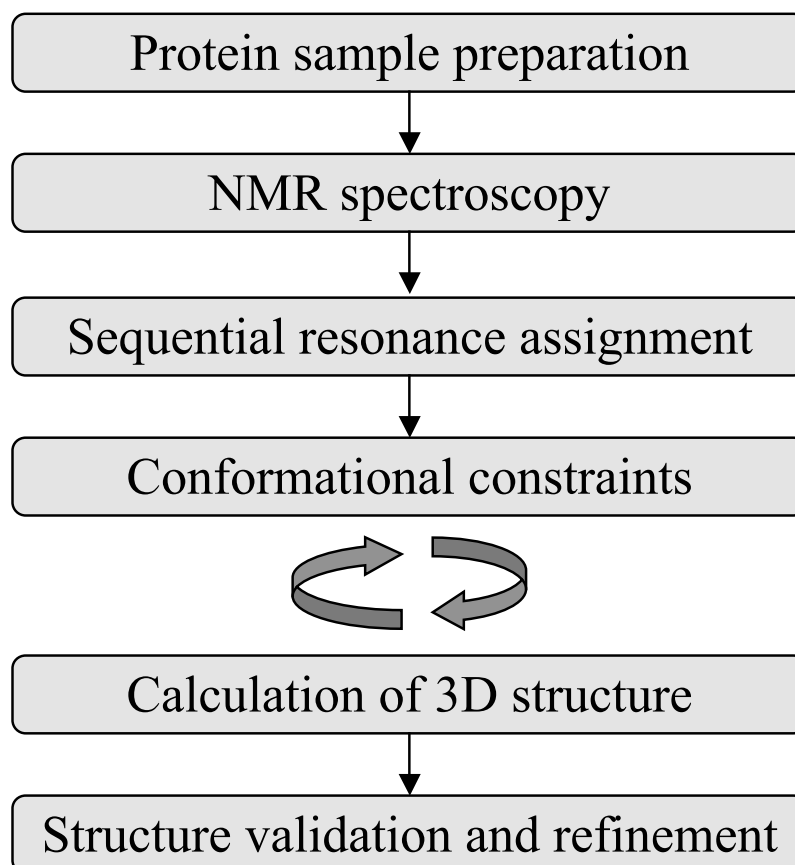 Protein sample preparation
NMR spectroscopy
Sequential resonance assignment
Conformational constraints
Calculation of 3D structure
Structure validation and refinement